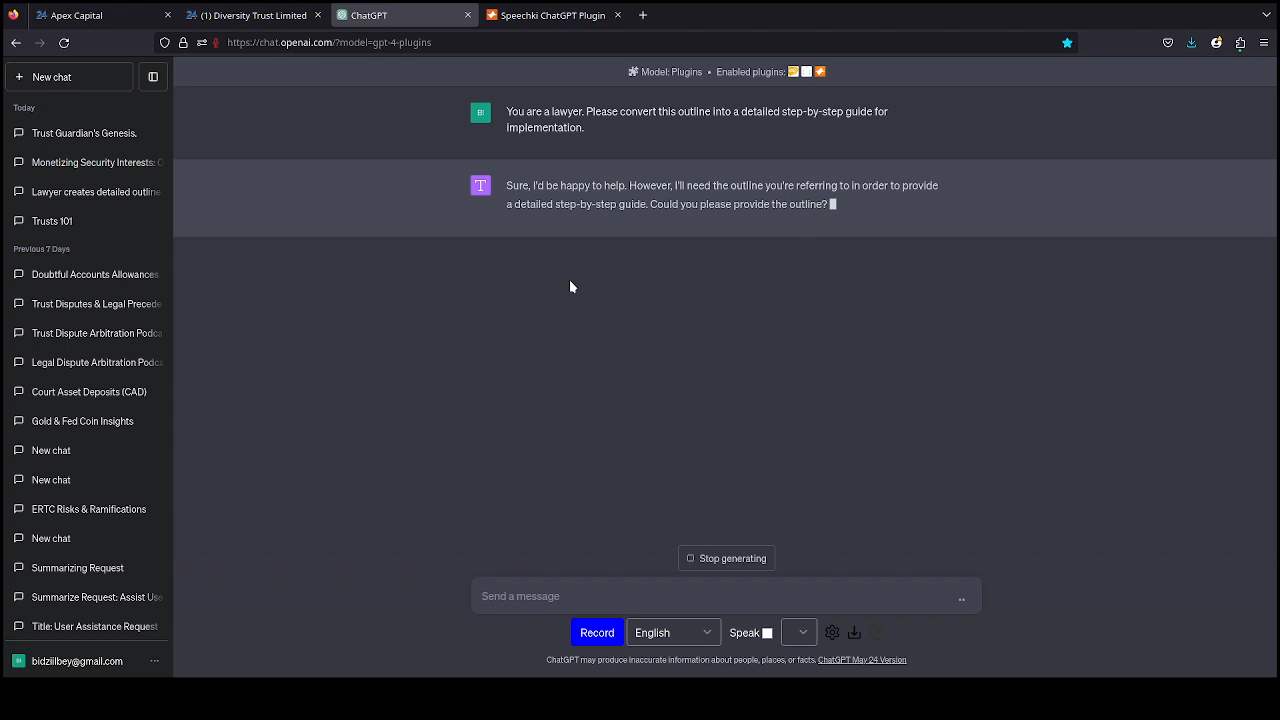 Apex Capital
(1) Diversity Trust Limited
ChatGPT
Speechki ChatGPT Plugin
https://chat.openai.com/?model=gpt-4-plugins
New chat
Model: Plugins • Enabled plugins:
Today
Trust Guardian's Genesis.
Monetizing Security Interests: C
Lawyer creates detailed outline
Trusts 101
Previous 7 Days
Doubtful Accounts Allowances
Trust Disputes & Legal Precede
Trust Dispute Arbitration Podca
Legal Dispute Arbitration Podca
Court Asset Deposits (CAD)
Gold & Fed Coin Insights
New chat
New chat
ERTC Risks & Ramifications
New chat
Summarizing Request
Summarize Request: Assist Use
Title: User Assistance Request
bidzillbey@gmail.com
BI
You are a lawyer. Please convert this outline into a detailed step-by-step guide for
implementation.
T
Sure, I'd be happy to help. However, I'll need the outline you're referring to in order to provide
a detailed step-by-step guide. Could you please provide the outline?
Stop generating
Send a message
Record
English
Speak
ChatGPT may produce inaccurate information about people, places, or facts. ChatGPT May 24 Version